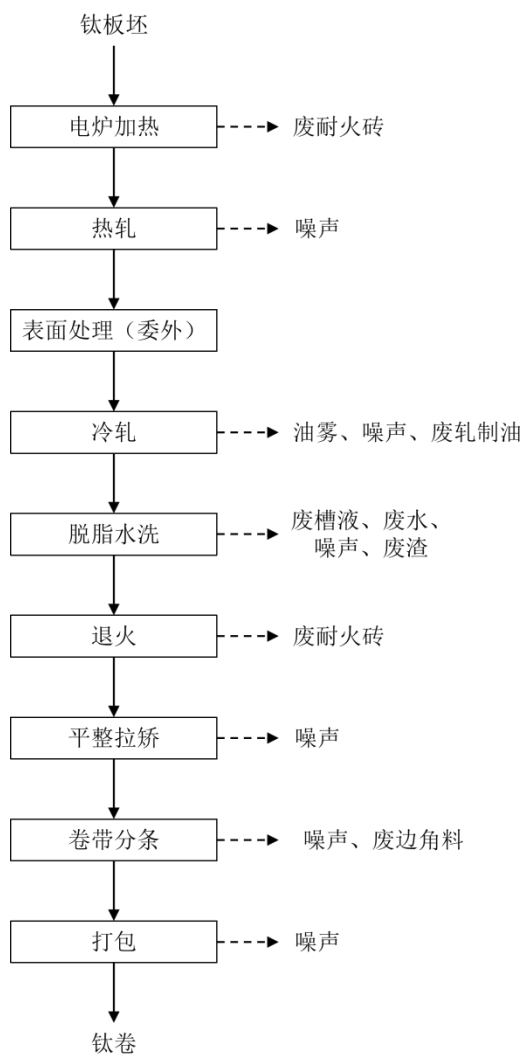 钛板坯
电炉加热
废耐火砖
热轧
噪声
表面处理（委外）
冷轧
油雾、噪声、废轧制油
脱脂水洗
废槽液、废水、
噪声、废渣
退火
废耐火砖
平整拉矫
噪声
卷带分条
噪声、废边角料
打包
噪声
钛卷